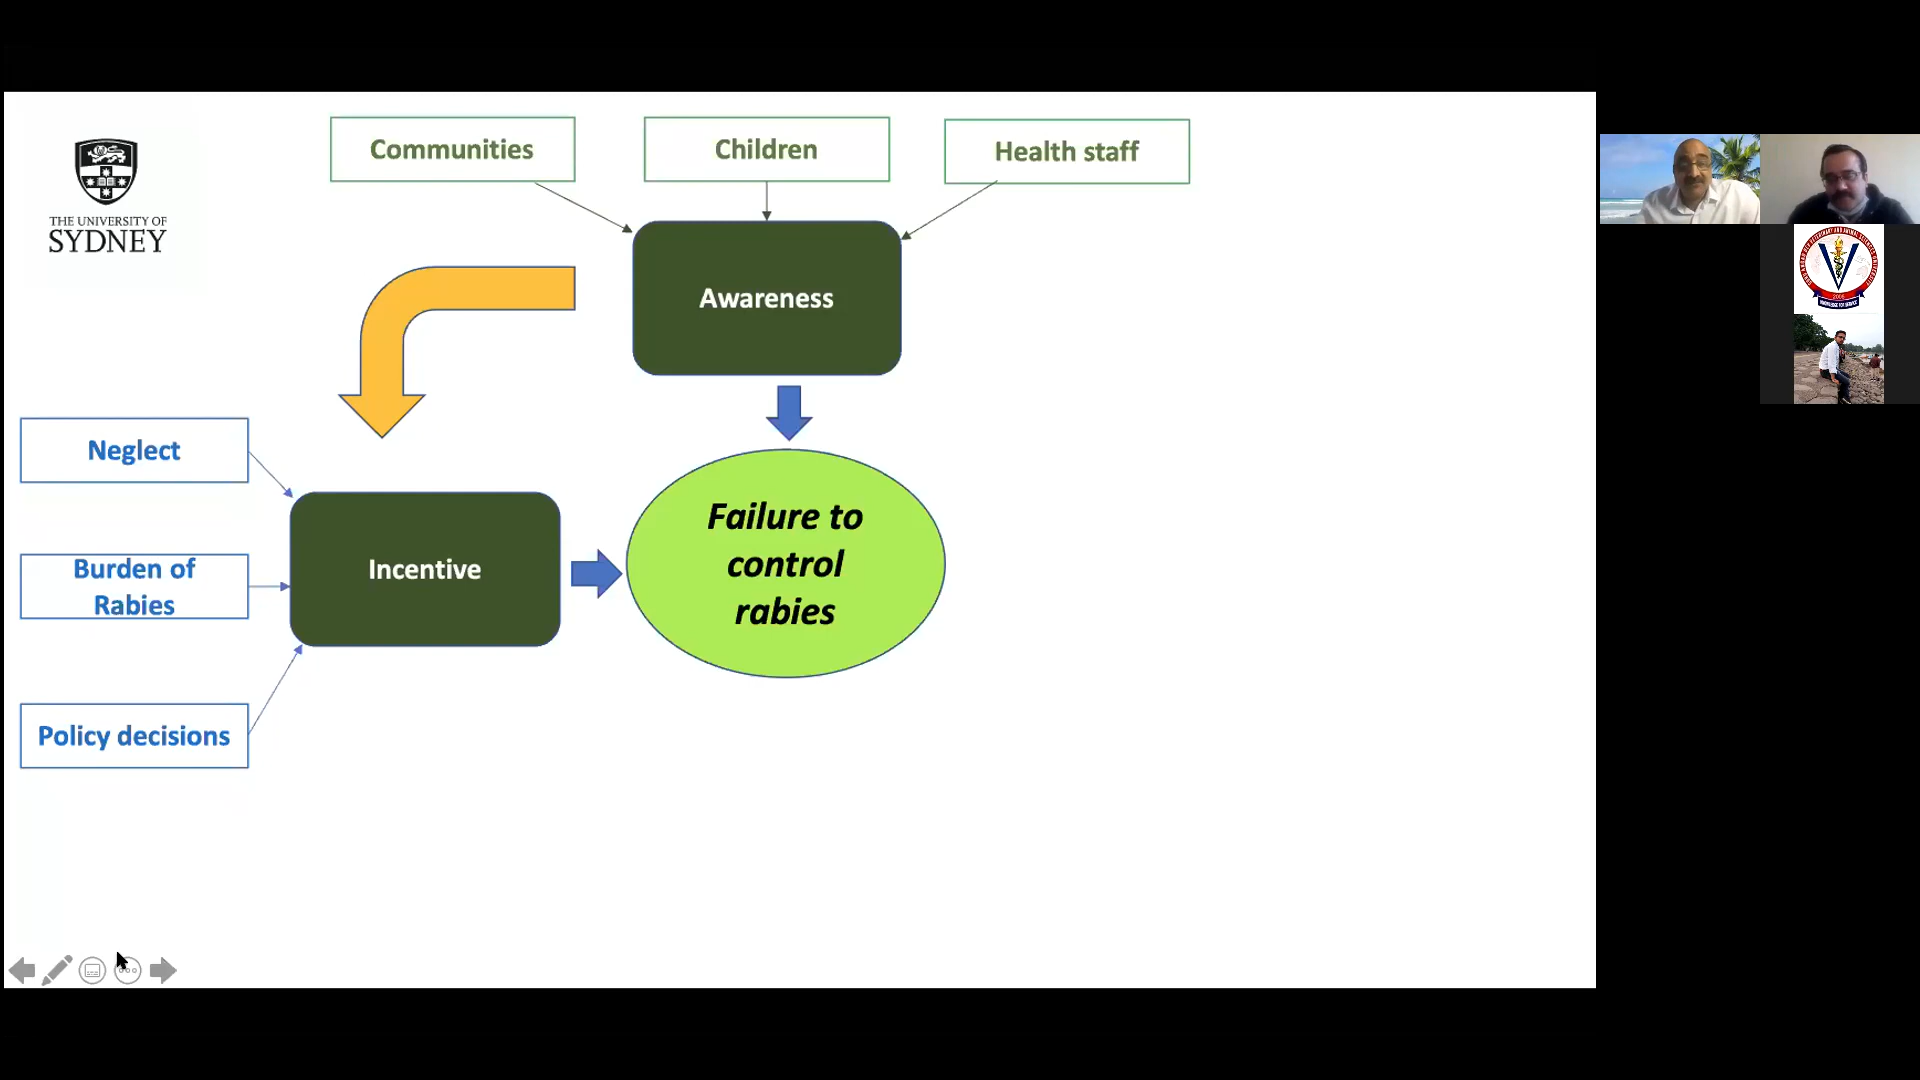 THE UNIVERSITY OF
SYDNEY
Communities
Children
Health staff
Awareness
Neglect
Burden of
Rabies
Policy decisions
Incentive
Failure to
control
rabies